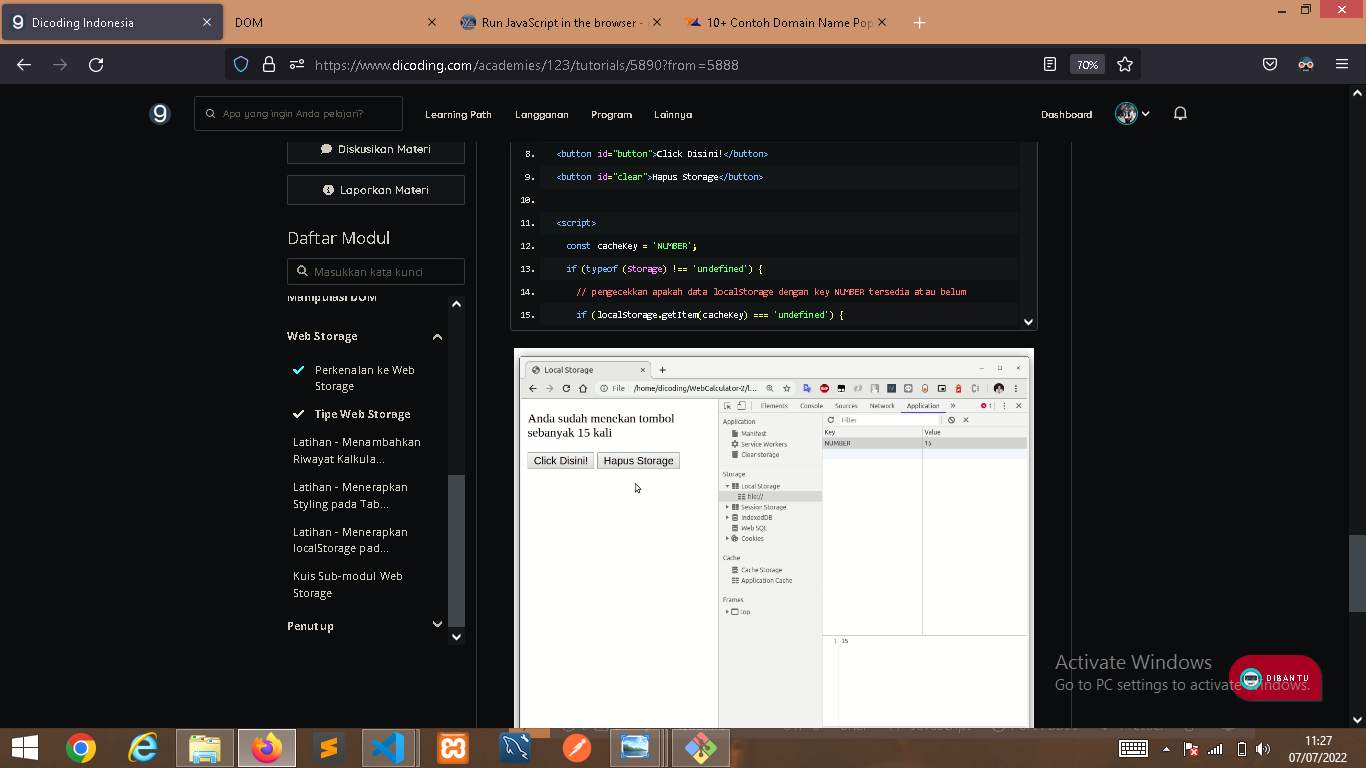 Dicoding Indonesia
DOM
Run JavaScript in the browser -
10+ Contoh Domain Name Pop
https://www.dicoding.com/academies/123/tutorials/5890?from=5888
70%
Apa yang ingin Anda pelajari?
Learning Path
Langganan
Program
Lainnya
Dashboard
Diskusikan Materi
Laporkan Materi
Daftar Modul
Masukkan kata kunci
Manipulasi DOM
Web Storage
Perkenalan ke Web
Storage
Tipe Web Storage
Latihan - Menambahkan
Riwayat Kalkula...
Latihan - Menerapkan
Styling pada Tab...
Latihan - Menerapkan
localStorage pad...
Kuis Sub-modul Web
Storage
Penutup
8. <button id="button">Click Disini!</button>
9. <button id="clear">Hapus Storage</button>
10.
11. <script>
12. const cacheKey = 'NUMBER';
13. if (typeof (Storage) !== 'undefined') {
14. // pengecekkan apakah data localStorage dengan key NUMBER tersedia atau belum
15. if (localStorage.getItem(cacheKey) === 'undefined') {
Local Storage
File /home/dicoding/WebCalculator-2/l...
Anda sudah menekan tombol
sebanyak 15 kali
Click Disini!
Hapus Storage
Elements Console Sources Network Application » 1
Application
Manifest
Service Workers
Clear storage
Storage
Local Storage
file://
Session Storage
IndexedDB
Web SQL
Cookies
Cache
Cache Storage
Application Cache
Frames
top
Filter
Key Value
NUMBER 15
1 15
Activate Windows
Go to PC settings to activate Windows.
DIBANTU
11:27
07/07/2022